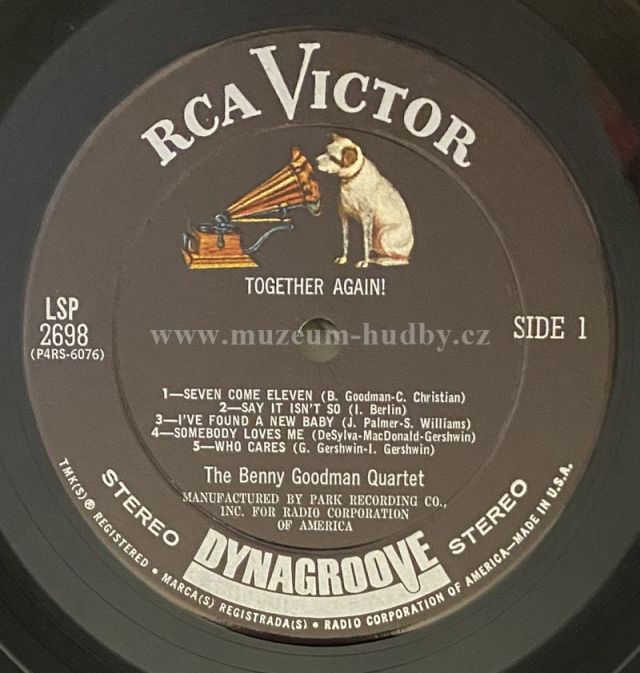 RCA VICTOR
TOGETHER AGAIN!
LSP
2698
(P4RS-6076)
SIDE 1
www.muzeum-hudby.cz
1—SEVEN COME ELEVEN (B. Goodman-C. Christian)
2—SAY IT ISN'T SO (I. Berlin)
3—I'VE FOUND A NEW BABY (J. Palmer-S. Williams)
4—SOMEBODY LOVES ME (DeSylva-MacDonald-Gershwin)
5—WHO CARES (G. Gershwin-I. Gershwin)
The Benny Goodman Quartet
MANUFACTURED BY PARK RECORDING CO.,
INC. FOR RADIO CORPORATION
OF AMERICA
STEREO
DYNAGROOVE
STEREO
TMK(S)® REGISTERED • MARCA(S) REGISTRADA(S) • RADIO CORPORATION OF AMERICA—MADE IN U.S.A.